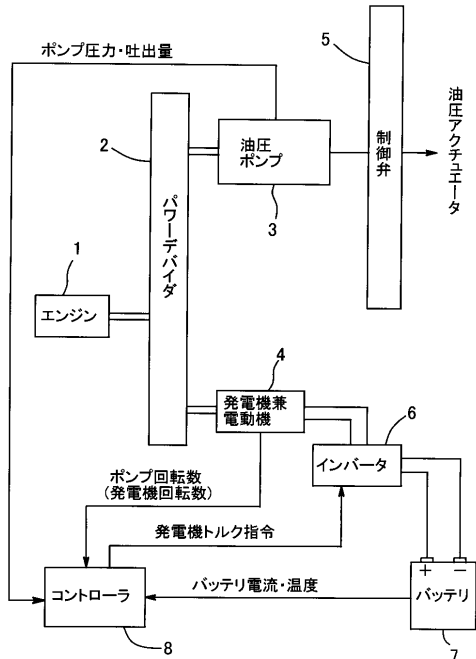 ポンプ圧力・吐出量
5
2
油圧
ポンプ
制御弁
油圧アクチュエータ
3
パワーデバイダ
1
エンジン
4
発電機兼
電動機
6
インバータ
ポンプ回転数
(発電機回転数)
発電機トルク指令
+ −
バッテリ電流・温度
コントローラ
バッテリ
8
7